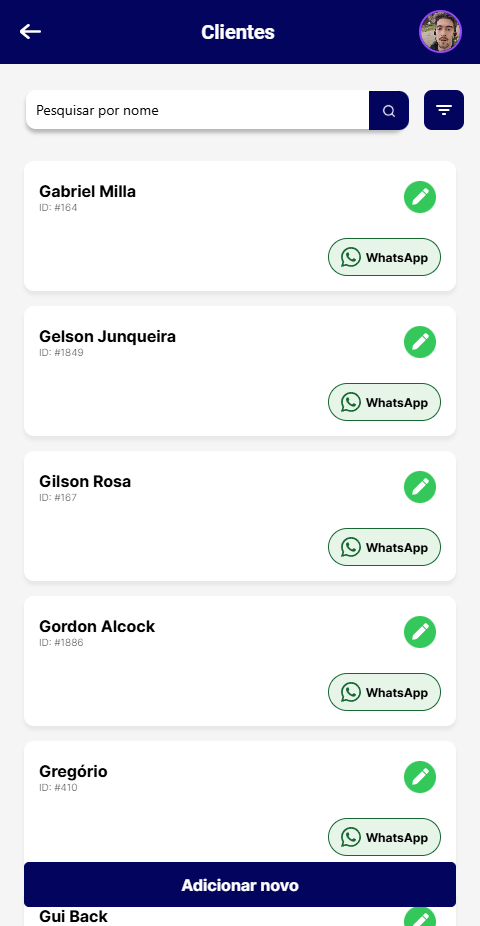 Clientes
Pesquisar por nome
Gabriel Milla
ID: #164
WhatsApp
Gelson Junqueira
ID: #1849
WhatsApp
Gilson Rosa
ID: #167
WhatsApp
Gordon Alcock
ID: #1886
WhatsApp
Gregório
ID: #410
WhatsApp
Adicionar novo
Gui Back